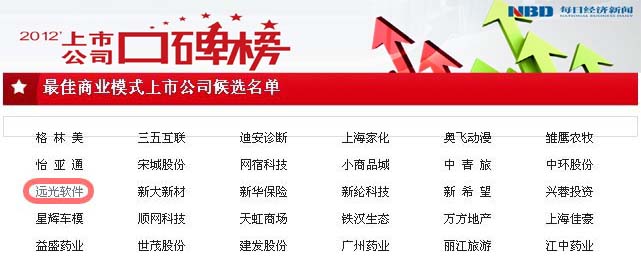 2012' 上市公司 口碑榜
NBD 每日经济新闻
NATIONAL BUSINESS DAILY
最佳商业模式上市公司候选名单
格林美 三五互联 迪安诊断 上海家化 奥飞动漫 雏鹰农牧
怡亚通 宋城股份 网宿科技 小商品城 中青旅 中环股份
远光软件 新大新材 新华保险 新纶科技 新希望 兴蓉投资
星辉车模 顺网科技 天虹商场 铁汉生态 万方地产 上海佳豪
益盛药业 世茂股份 建发股份 广州药业 丽江旅游 江中药业